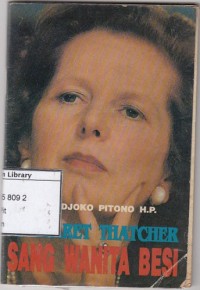 DJOKO PITONO H.P.
n Library
5 809 2
RET THATCHER
SANG WANITA BESI